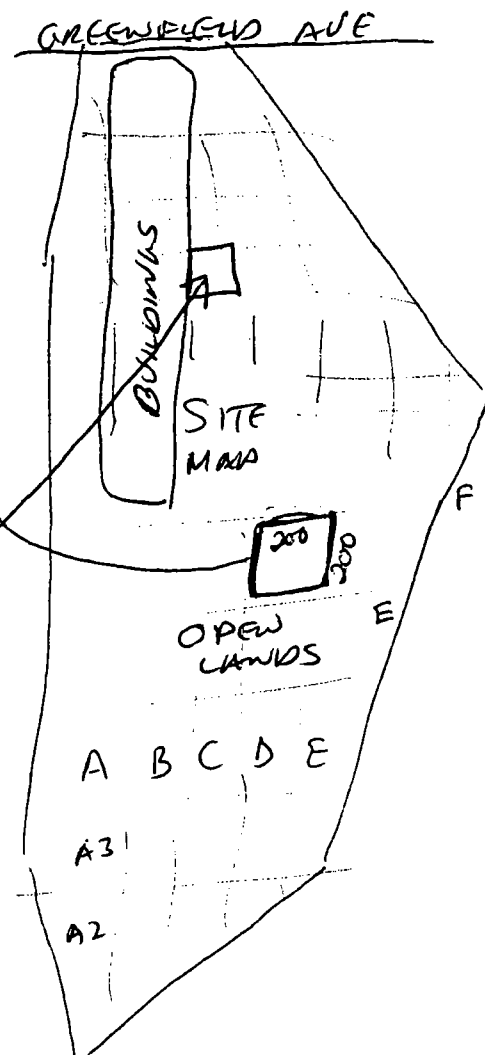 GREENFIELD AVE
BUILDINGS
SITE
MAP
F
200
200
E
OPEN
LANDS
A B C D E
A3
A2